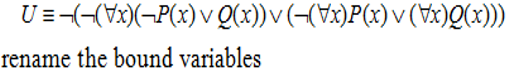 U ≡ ¬(¬(∀x)(¬P(x) ∨ Q(x)) ∨ (¬(∀x)P(x) ∨ (∀x)Q(x)))
rename the bound variables